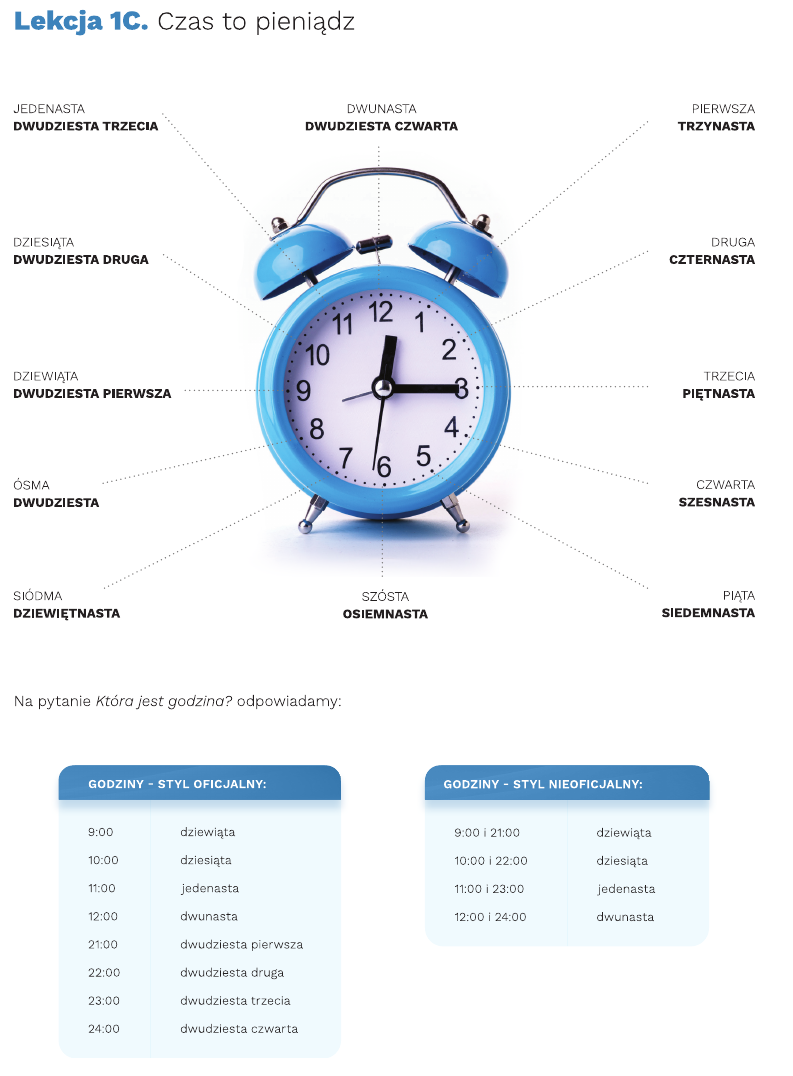 Lekcja 1C. Czas to pieniądz
JEDENASTA
DWUDZIESTA TRZECIA
DWUNASTA
DWUDZIESTA CZWARTA
PIERWSZA
TRZYNASTA
DZIESIĄTA
DWUDZIESTA DRUGA
DRUGA
CZTERNASTA
DZIEWIĄTA
DWUDZIESTA PIERWSZA
TRZECIA
PIĘTNASTA
ÓSMA
DWUDZIESTA
CZWARTA
SZESNASTA
SIÓDMA
DZIEWIĘTNASTA
SZÓSTA
OSIEMNASTA
PIĄTA
SIEDEMNASTA
12
1
2
3
4
5
6
7
8
9
10
11
Na pytanie Która jest godzina? odpowiadamy:
GODZINY - STYL OFICJALNY:
9:00 dziewiąta
10:00 dziesiąta
11:00 jedenasta
12:00 dwunasta
21:00 dwudziesta pierwsza
22:00 dwudziesta druga
23:00 dwudziesta trzecia
24:00 dwudziesta czwarta
GODZINY - STYL NIEOFICJALNY:
9:00 i 21:00 dziewiąta
10:00 i 22:00 dziesiąta
11:00 i 23:00 jedenasta
12:00 i 24:00 dwunasta